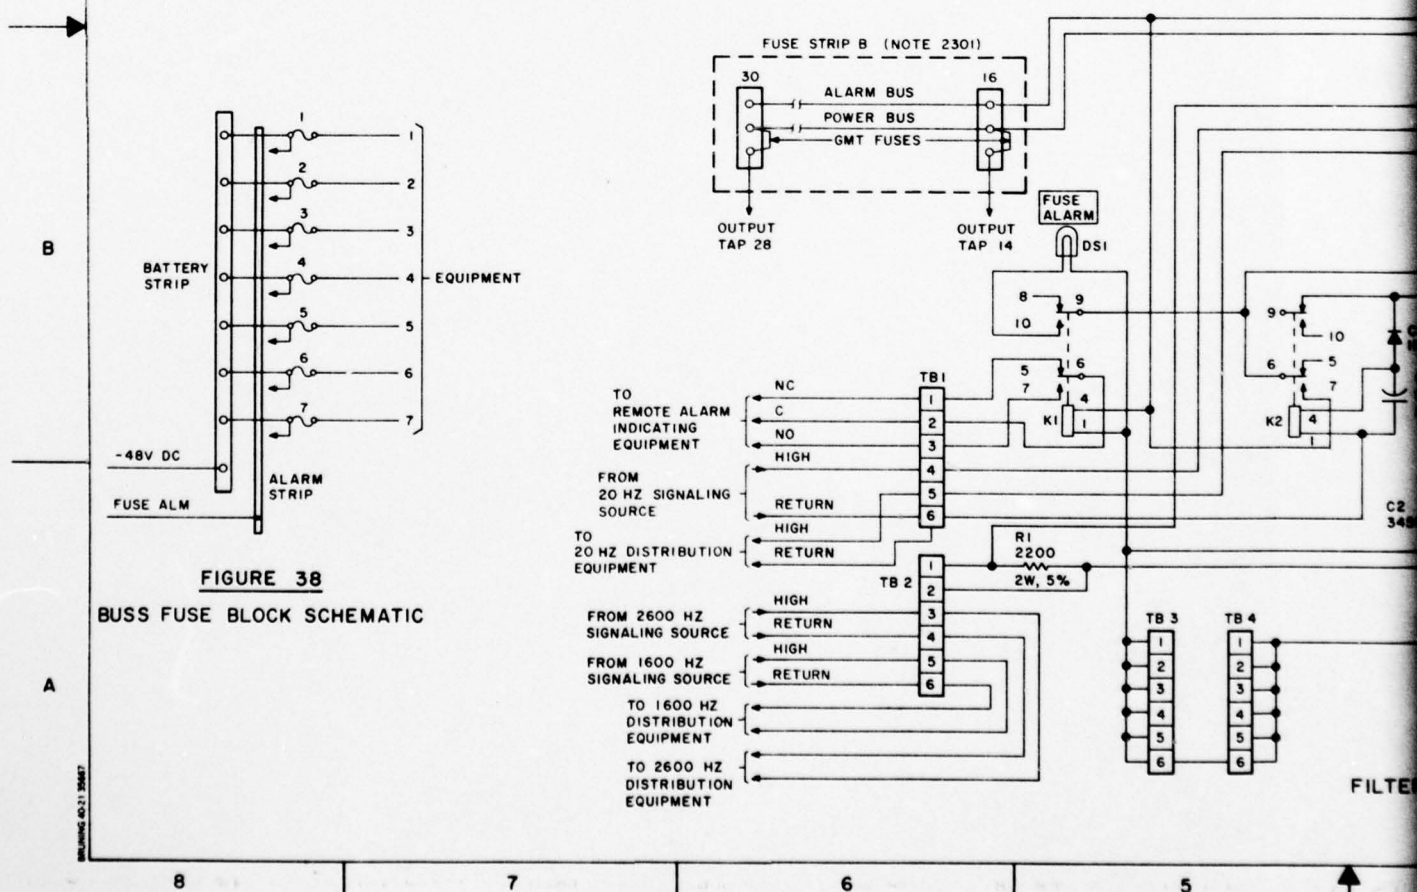 FUSE STRIP B (NOTE 2301)
30
16
ALARM BUS
POWER BUS
GMT FUSES
OUTPUT
TAP 28
OUTPUT
TAP 14
FUSE
ALARM
DS1
B
1
1
2
2
3
3
4
4
5
5
6
6
7
7
BATTERY
STRIP
EQUIPMENT
-48V DC
FUSE ALM
ALARM
STRIP
FIGURE 38
BUSS FUSE BLOCK SCHEMATIC
8
9
10
5
6
7
4
1
K1
9
10
5
6
7
4
1
K2
TB1
1
2
3
4
5
6
TO
REMOTE ALARM
INDICATING
EQUIPMENT
NC
C
NO
FROM
20 HZ SIGNALING
SOURCE
HIGH
RETURN
TO
20 HZ DISTRIBUTION
EQUIPMENT
HIGH
RETURN
R1
2200
2W, 5%
C2
TB 2
1
2
3
4
5
6
FROM 2600 HZ
SIGNALING SOURCE
HIGH
RETURN
FROM 1600 HZ
SIGNALING SOURCE
HIGH
RETURN
TO 1600 HZ
DISTRIBUTION
EQUIPMENT
TO 2600 HZ
DISTRIBUTION
EQUIPMENT
TB 3
1
2
3
4
5
6
TB 4
1
2
3
4
5
6
A
BRUNING 40-21 35667
8
7
6
5